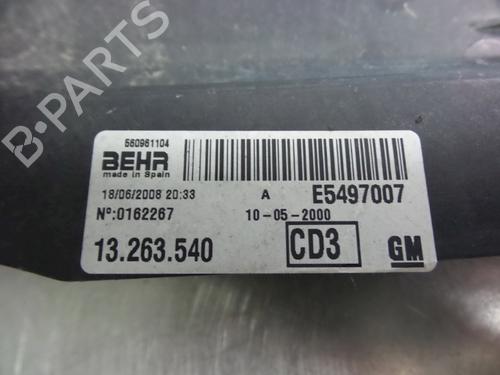 560961104
BEHR
made in Spain
18/06/2008 20:33 A E5497007
Nº:0162267 10-05-2000
13.263.540 CD3 GM
B-PARTS